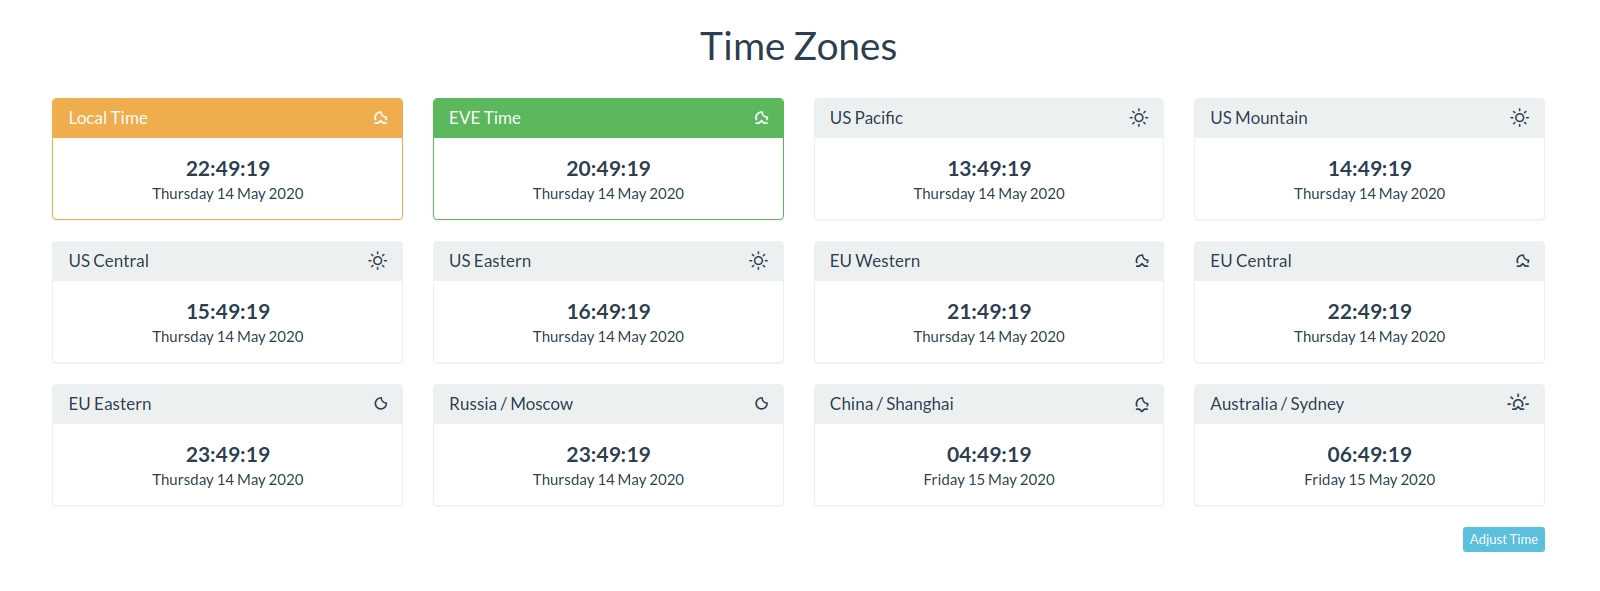 Time Zones
Local Time
22:49:19
Thursday 14 May 2020
EVE Time
20:49:19
Thursday 14 May 2020
US Pacific
13:49:19
Thursday 14 May 2020
US Mountain
14:49:19
Thursday 14 May 2020
US Central
15:49:19
Thursday 14 May 2020
US Eastern
16:49:19
Thursday 14 May 2020
EU Western
21:49:19
Thursday 14 May 2020
EU Central
22:49:19
Thursday 14 May 2020
EU Eastern
23:49:19
Thursday 14 May 2020
Russia / Moscow
23:49:19
Thursday 14 May 2020
China / Shanghai
04:49:19
Friday 15 May 2020
Australia / Sydney
06:49:19
Friday 15 May 2020
Adjust Time